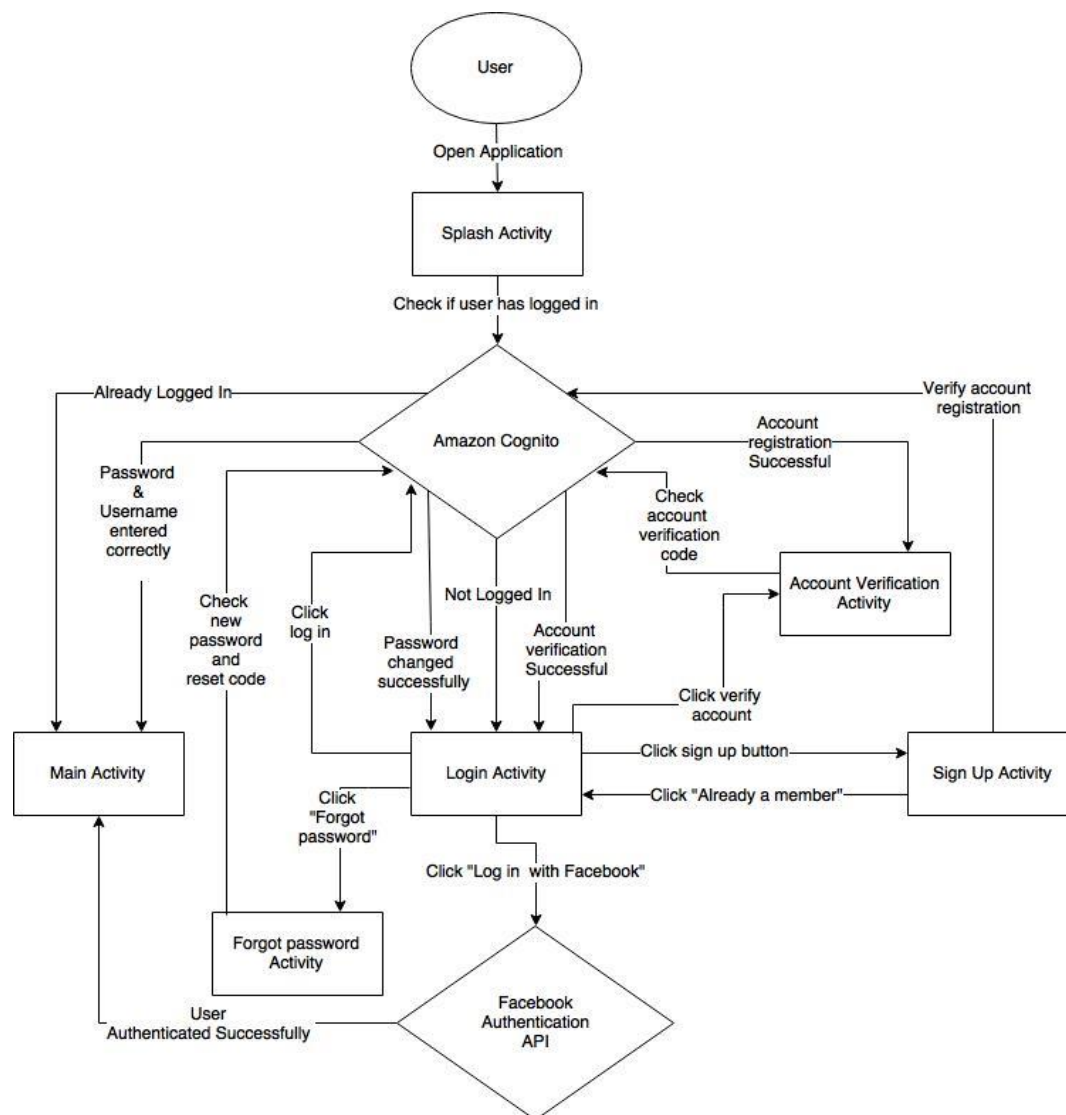 User
Open Application
Splash Activity
Check if user has logged in
Already Logged In
Verify account
registration
Amazon Cognito
Account
registration
Successful
Password
&
Username
entered
correctly
Check
account
verification
code
Account Verification
Activity
Check
new
password
and
reset code
Click
log in
Not Logged In
Password
changed
successfully
Account
verification
Successful
Click verify
account
Main Activity
Login Activity
Click sign up button
Click "Already a member"
Sign Up Activity
Click
"Forgot
password"
Click "Log in  with Facebook"
Forgot password
Activity
Facebook
Authentication
API
User
Authenticated Successfully